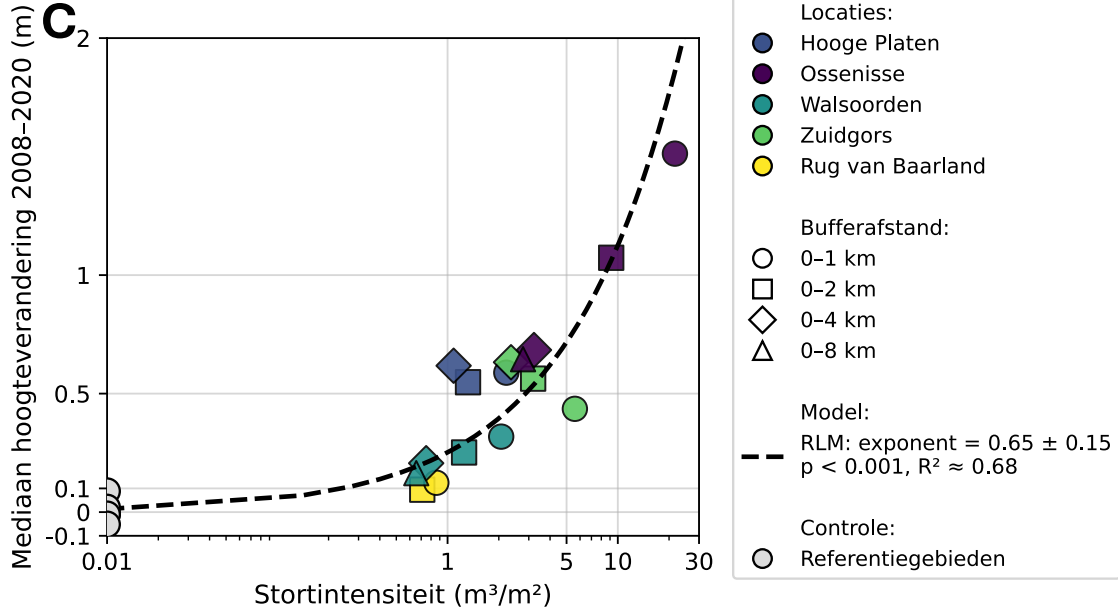 C
Mediaan hoogteverandering 2008–2020 (m)
2
1
0.5
0.1
0
-0.1
0.01
1
5
10
30
Stortintensiteit (m³/m²)
Locaties:
Hooge Platen
Ossenisse
Walsoorden
Zuidgors
Rug van Baarland
Bufferafstand:
0–1 km
0–2 km
0–4 km
0–8 km
Model:
RLM: exponent = 0.65 ± 0.15
p < 0.001, R² ≈ 0.68
Controle:
Referentiegebieden